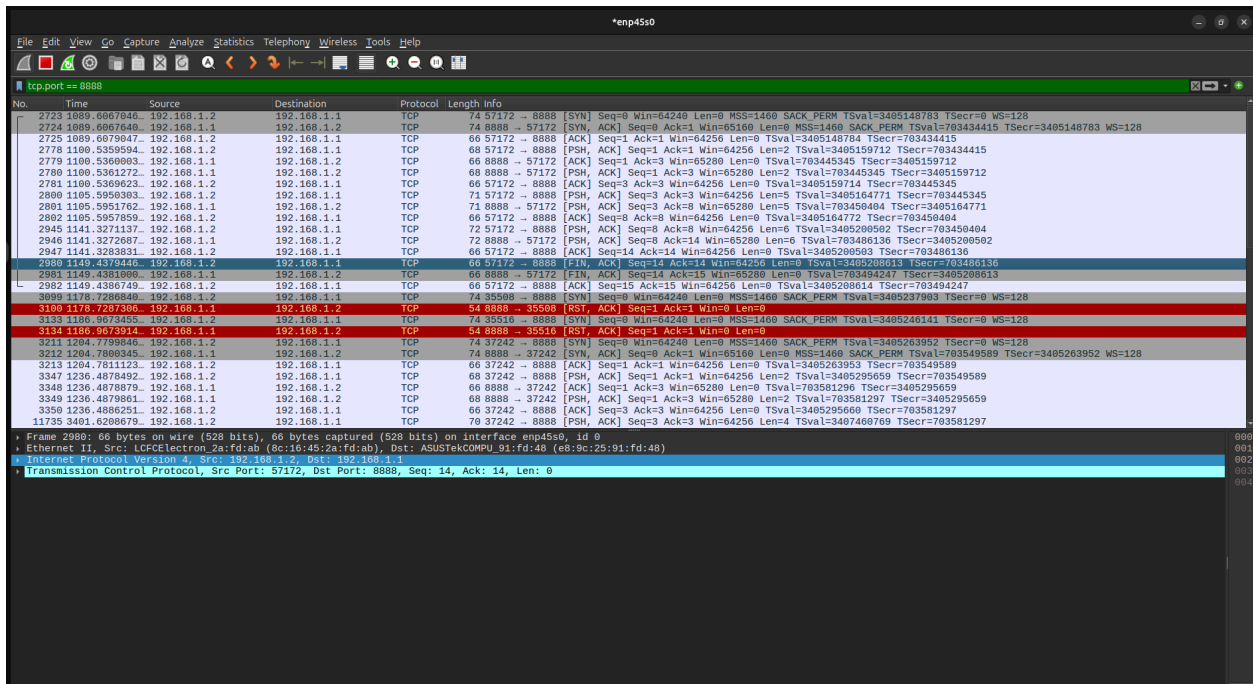 *enp45s0
File Edit View Go Capture Analyze Statistics Telephony Wireless Tools Help
tcp.port == 8888
No. Time Source Destination Protocol Length Info
2723 1089.6067046… 192.168.1.2 192.168.1.1 TCP 74 57172 → 8888 [SYN] Seq=0 Win=64240 Len=0 MSS=1460 SACK_PERM TSval=3405148783 TSecr=0 WS=128
2724 1089.6067640… 192.168.1.1 192.168.1.2 TCP 74 8888 → 57172 [SYN, ACK] Seq=0 Ack=1 Win=65160 Len=0 MSS=1460 SACK_PERM TSval=703434415 TSecr=3405148783 WS=128
2725 1089.6079047… 192.168.1.2 192.168.1.1 TCP 66 57172 → 8888 [ACK] Seq=1 Ack=1 Win=64256 Len=0 TSval=3405148784 TSecr=703434415
2778 1100.5359594… 192.168.1.2 192.168.1.1 TCP 68 57172 → 8888 [PSH, ACK] Seq=1 Ack=1 Win=64256 Len=2 TSval=3405159712 TSecr=703434415
2779 1100.5360003… 192.168.1.1 192.168.1.2 TCP 66 8888 → 57172 [ACK] Seq=1 Ack=3 Win=65280 Len=0 TSval=703445345 TSecr=3405159712
2780 1100.5361272… 192.168.1.1 192.168.1.2 TCP 68 8888 → 57172 [PSH, ACK] Seq=1 Ack=3 Win=65280 Len=2 TSval=703445345 TSecr=3405159712
2781 1100.5369623… 192.168.1.2 192.168.1.1 TCP 66 57172 → 8888 [ACK] Seq=3 Ack=3 Win=64256 Len=0 TSval=3405159714 TSecr=703445345
2800 1105.5950303… 192.168.1.2 192.168.1.1 TCP 71 57172 → 8888 [PSH, ACK] Seq=3 Ack=3 Win=64256 Len=5 TSval=3405164771 TSecr=703445345
2801 1105.5951762… 192.168.1.1 192.168.1.2 TCP 71 8888 → 57172 [PSH, ACK] Seq=3 Ack=8 Win=65280 Len=5 TSval=703450404 TSecr=3405164771
2802 1105.5957859… 192.168.1.2 192.168.1.1 TCP 66 57172 → 8888 [ACK] Seq=8 Ack=8 Win=64256 Len=0 TSval=3405164772 TSecr=703450404
2945 1141.3271137… 192.168.1.2 192.168.1.1 TCP 72 57172 → 8888 [PSH, ACK] Seq=8 Ack=8 Win=64256 Len=6 TSval=3405200502 TSecr=703450404
2946 1141.3272687… 192.168.1.1 192.168.1.2 TCP 72 8888 → 57172 [PSH, ACK] Seq=8 Ack=14 Win=65280 Len=6 TSval=703486136 TSecr=3405200502
2947 1141.3283831… 192.168.1.2 192.168.1.1 TCP 66 57172 → 8888 [ACK] Seq=14 Ack=14 Win=64256 Len=0 TSval=3405200503 TSecr=703486136
2980 1149.4379446… 192.168.1.2 192.168.1.1 TCP 66 57172 → 8888 [FIN, ACK] Seq=14 Ack=14 Win=64256 Len=0 TSval=3405208613 TSecr=703486136
2981 1149.4381000… 192.168.1.1 192.168.1.2 TCP 66 8888 → 57172 [FIN, ACK] Seq=14 Ack=15 Win=65280 Len=0 TSval=703494247 TSecr=3405208613
2982 1149.4386749… 192.168.1.2 192.168.1.1 TCP 66 57172 → 8888 [ACK] Seq=15 Ack=15 Win=64256 Len=0 TSval=3405208614 TSecr=703494247
3099 1178.7286840… 192.168.1.2 192.168.1.1 TCP 74 35508 → 8888 [SYN] Seq=0 Win=64240 Len=0 MSS=1460 SACK_PERM TSval=3405237903 TSecr=0 WS=128
3100 1178.7287306… 192.168.1.1 192.168.1.2 TCP 54 8888 → 35508 [RST, ACK] Seq=1 Ack=1 Win=0 Len=0
3133 1186.9673455… 192.168.1.2 192.168.1.1 TCP 74 35516 → 8888 [SYN] Seq=0 Win=64240 Len=0 MSS=1460 SACK_PERM TSval=3405246141 TSecr=0 WS=128
3134 1186.9673914… 192.168.1.1 192.168.1.2 TCP 54 8888 → 35516 [RST, ACK] Seq=1 Ack=1 Win=0 Len=0
3211 1204.7799846… 192.168.1.2 192.168.1.1 TCP 74 37242 → 8888 [SYN] Seq=0 Win=64240 Len=0 MSS=1460 SACK_PERM TSval=3405263952 TSecr=0 WS=128
3212 1204.7800345… 192.168.1.1 192.168.1.2 TCP 74 8888 → 37242 [SYN, ACK] Seq=0 Ack=1 Win=65160 Len=0 MSS=1460 SACK_PERM TSval=703549589 TSecr=3405263952 WS=128
3213 1204.7811123… 192.168.1.2 192.168.1.1 TCP 66 37242 → 8888 [ACK] Seq=1 Ack=1 Win=64256 Len=0 TSval=3405263953 TSecr=703549589
3347 1236.4878492… 192.168.1.2 192.168.1.1 TCP 68 37242 → 8888 [PSH, ACK] Seq=1 Ack=1 Win=64256 Len=2 TSval=3405295659 TSecr=703549589
3348 1236.4878879… 192.168.1.1 192.168.1.2 TCP 66 8888 → 37242 [ACK] Seq=1 Ack=3 Win=65280 Len=0 TSval=703581296 TSecr=3405295659
3349 1236.4879861… 192.168.1.1 192.168.1.2 TCP 68 8888 → 37242 [PSH, ACK] Seq=1 Ack=3 Win=65280 Len=2 TSval=703581297 TSecr=3405295659
3350 1236.4886251… 192.168.1.2 192.168.1.1 TCP 66 37242 → 8888 [ACK] Seq=3 Ack=3 Win=64256 Len=0 TSval=3405295660 TSecr=703581297
11735 3401.6208679… 192.168.1.2 192.168.1.1 TCP 70 37242 → 8888 [PSH, ACK] Seq=3 Ack=3 Win=64256 Len=4 TSval=3407460769 TSecr=703581297
Frame 2980: 66 bytes on wire (528 bits), 66 bytes captured (528 bits) on interface enp45s0, id 0
Ethernet II, Src: LCFCElectron_2a:fd:ab (8c:16:45:2a:fd:ab), Dst: ASUSTekCOMPU_91:fd:48 (e8:9c:25:91:fd:48)
Internet Protocol Version 4, Src: 192.168.1.2, Dst: 192.168.1.1
Transmission Control Protocol, Src Port: 57172, Dst Port: 8888, Seq: 14, Ack: 14, Len: 0
000
001
002
003
004